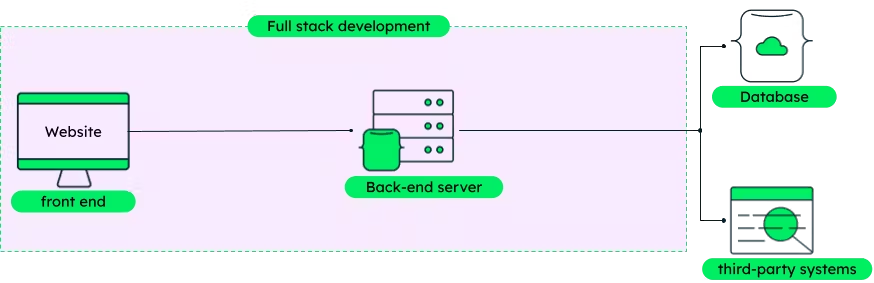 Full stack development
Website
front end
Back-end server
Database
third-party systems